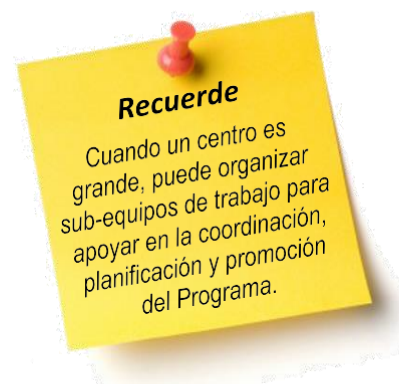 Recuerde
Cuando un centro es
grande, puede organizar
sub-equipos de trabajo para
apoyar en la coordinación,
planificación y promoción
del Programa.